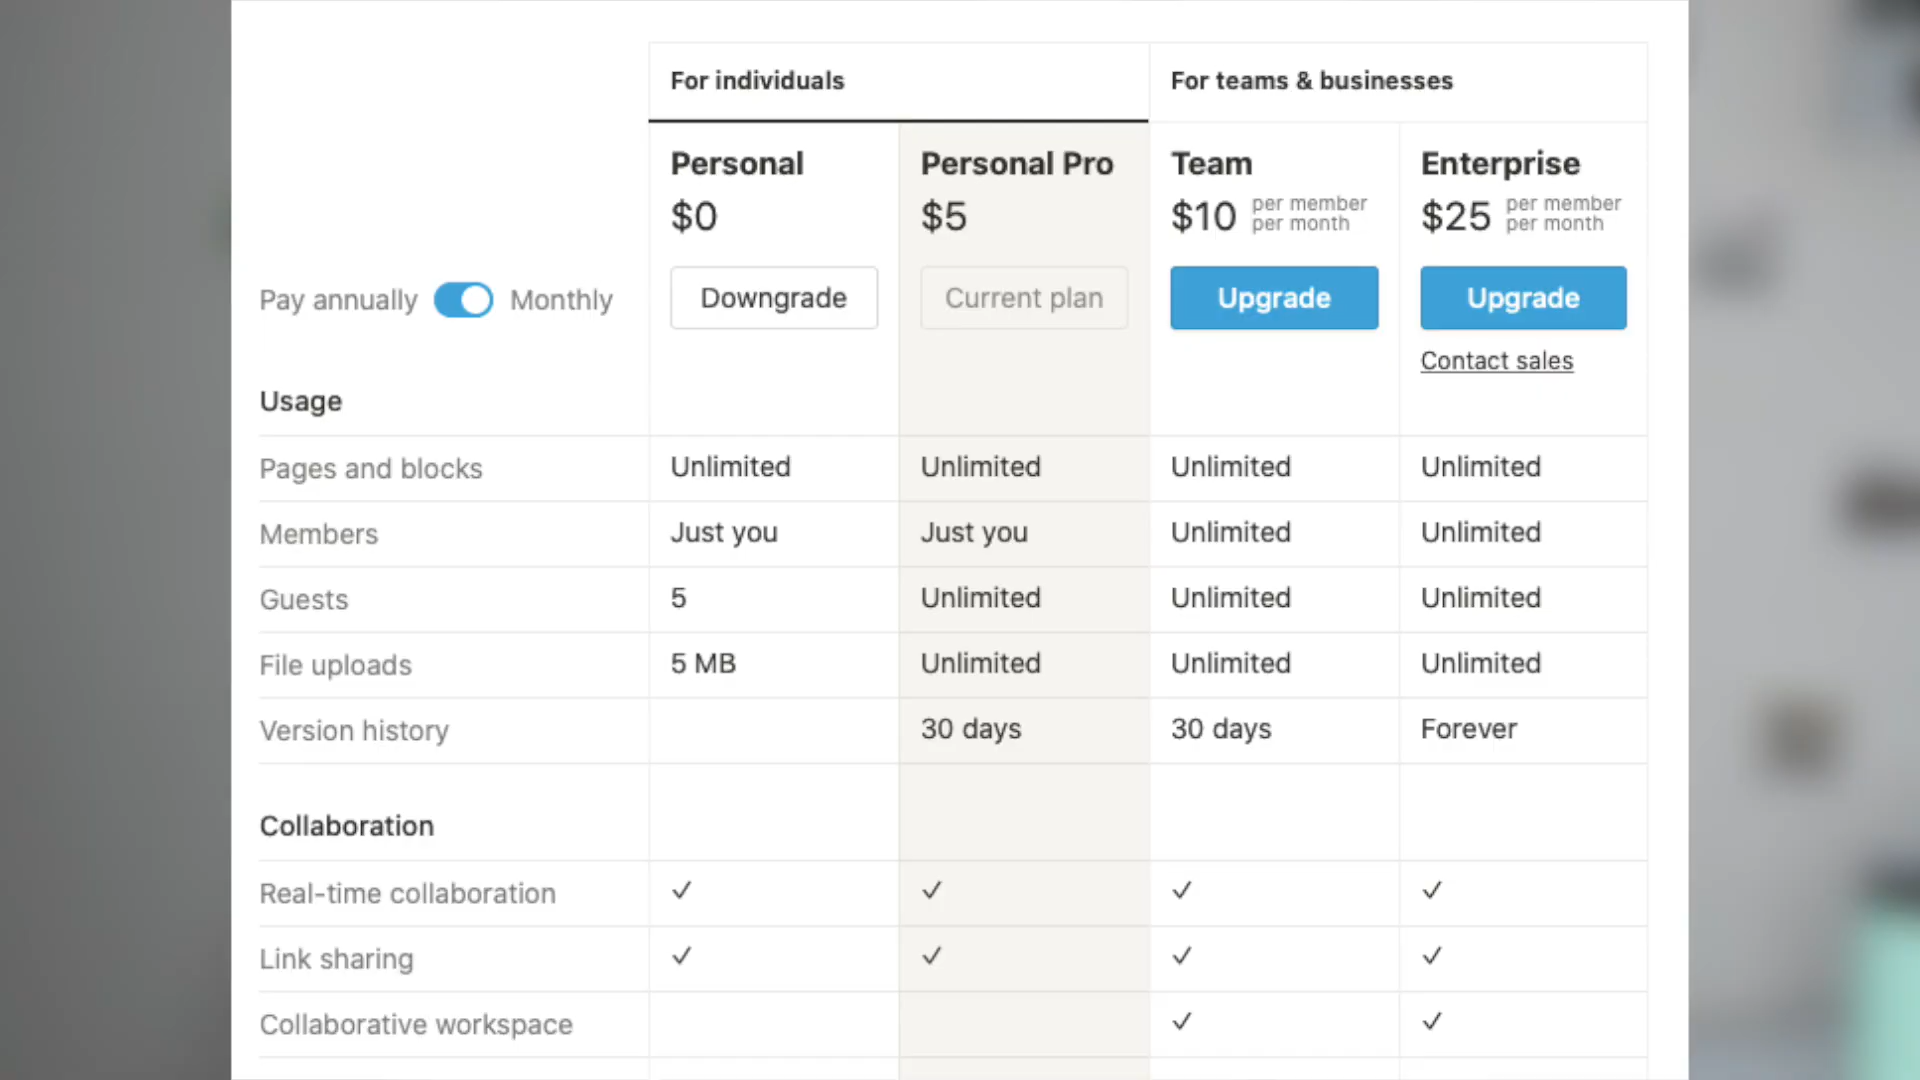 For individuals For teams & businesses
Personal Personal Pro Team Enterprise
$0 $5 $10 per member per month $25 per member per month
Pay annually Monthly Downgrade Current plan Upgrade Upgrade
Contact sales
Usage
Pages and blocks Unlimited Unlimited Unlimited Unlimited
Members Just you Just you Unlimited Unlimited
Guests 5 Unlimited Unlimited Unlimited
File uploads 5 MB Unlimited Unlimited Unlimited
Version history 30 days 30 days Forever
Collaboration
Real-time collaboration ✓ ✓ ✓ ✓
Link sharing ✓ ✓ ✓ ✓
Collaborative workspace ✓ ✓